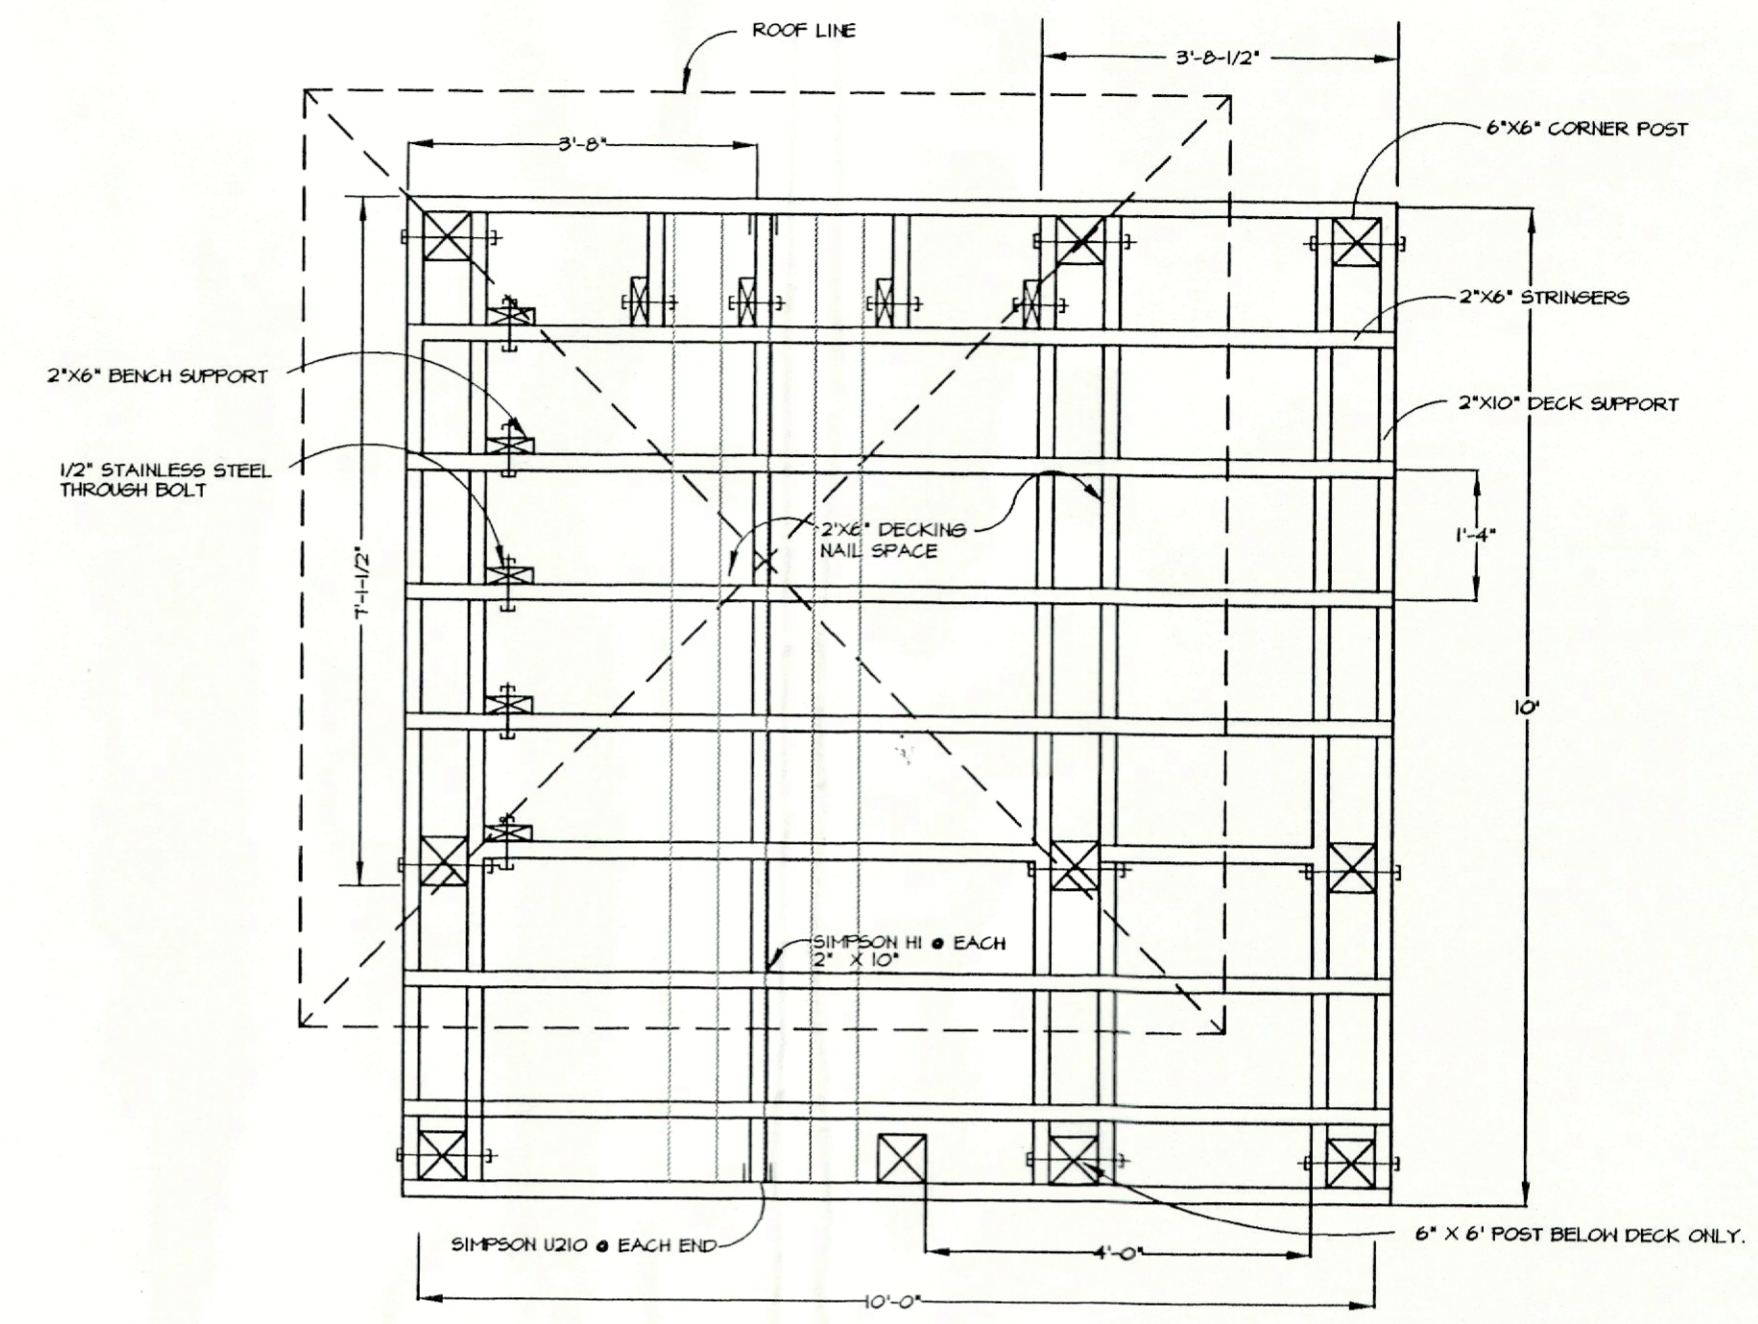 ROOF LINE
3'-8-1/2"
6"X6" CORNER POST
3'-8"
2"X6" STRINGERS
2"X6" BENCH SUPPORT
2"X10" DECK SUPPORT
1/2" STAINLESS STEEL
THROUGH BOLT
2'X6" DECKING
NAIL SPACE
1'-4"
7'-1-1/2"
10'
SIMPSON H1 @ EACH
2" X 10"
SIMPSON U210 @ EACH END
6" X 6' POST BELOW DECK ONLY.
4'-0"
10'-0"